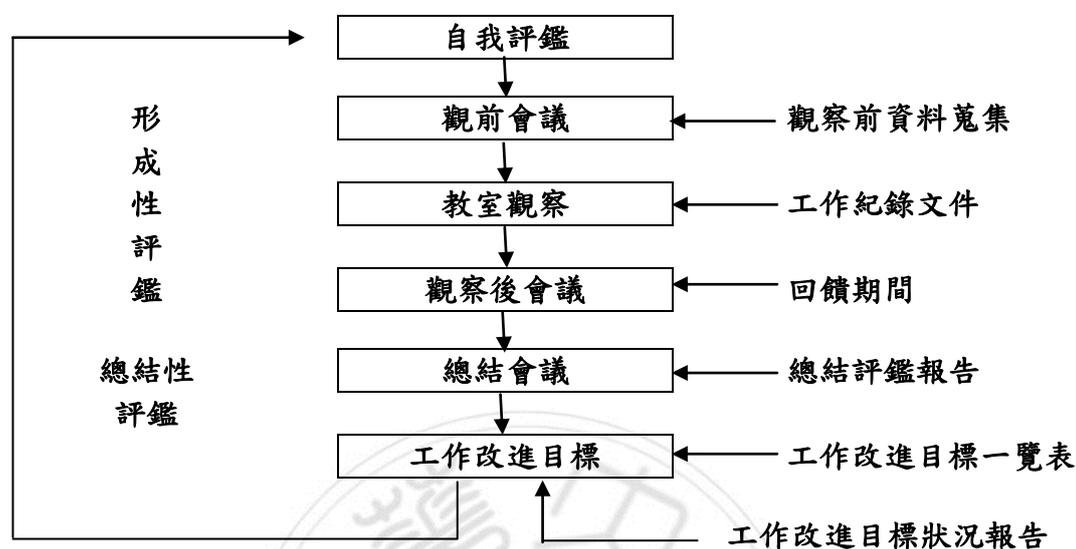 自我評鑑
觀前會議
觀察前資料蒐集
教室觀察
工作紀錄文件
觀察後會議
回饋期間
總結會議
總結評鑑報告
工作改進目標
工作改進目標一覽表
工作改進目標狀況報告
形
成
性
評
鑑
總結性
評鑑